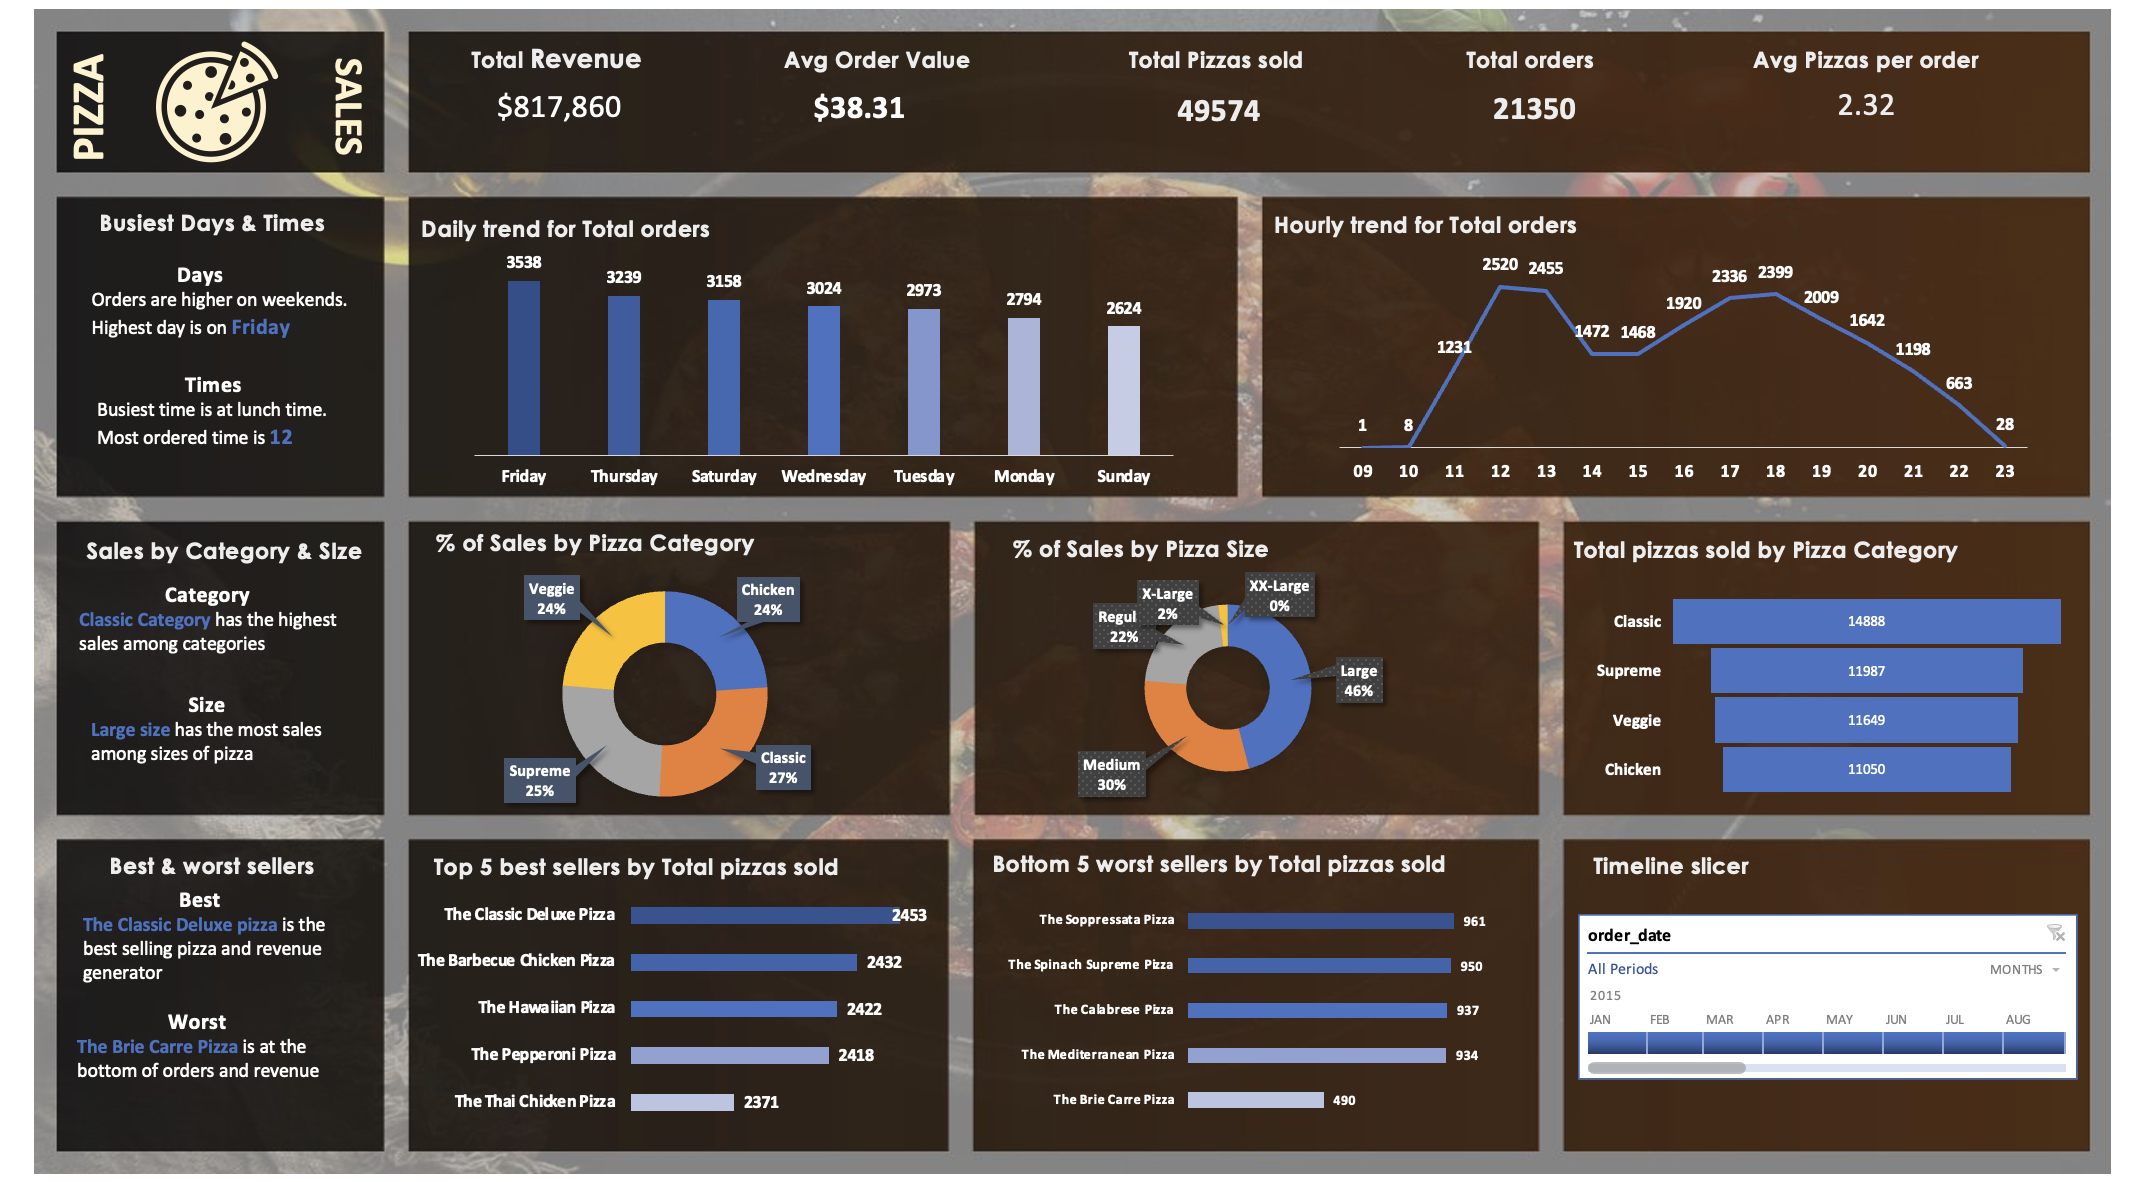 PIZZA
SALES
Total Revenue
$817,860
Avg Order Value
$38.31
Total Pizzas sold
49574
Total orders
21350
Avg Pizzas per order
2.32
Busiest Days & Times
Days
Orders are higher on weekends.
Highest day is on Friday
Times
Busiest time is at lunch time.
Most ordered time is 12
Daily trend for Total orders
3538
3239
3158
3024
2973
2794
2624
Friday
Thursday
Saturday
Wednesday
Tuesday
Monday
Sunday
Hourly trend for Total orders
1
8
1231
2520
2455
1472
1468
1920
2336
2399
2009
1642
1198
663
28
09
10
11
12
13
14
15
16
17
18
19
20
21
22
23
Sales by Category & SIze
Category
Classic Category has the highest
sales among categories
Size
Large size has the most sales
among sizes of pizza
% of Sales by Pizza Category
Veggie
24%
Chicken
24%
Supreme
25%
Classic
27%
% of Sales by Pizza Size
X-Large
2%
XX-Large
0%
Regul
22%
Large
46%
Medium
30%
Total pizzas sold by Pizza Category
Classic
14888
Supreme
11987
Veggie
11649
Chicken
11050
Best & worst sellers
Best
The Classic Deluxe pizza is the
best selling pizza and revenue
generator
Worst
The Brie Carre Pizza is at the
bottom of orders and revenue
Top 5 best sellers by Total pizzas sold
The Classic Deluxe Pizza
2453
The Barbecue Chicken Pizza
2432
The Hawaiian Pizza
2422
The Pepperoni Pizza
2418
The Thai Chicken Pizza
2371
Bottom 5 worst sellers by Total pizzas sold
The Soppressata Pizza
961
The Spinach Supreme Pizza
950
The Calabrese Pizza
937
The Mediterranean Pizza
934
The Brie Carre Pizza
490
Timeline slicer
order_date
All Periods
MONTHS
2015
JAN
FEB
MAR
APR
MAY
JUN
JUL
AUG